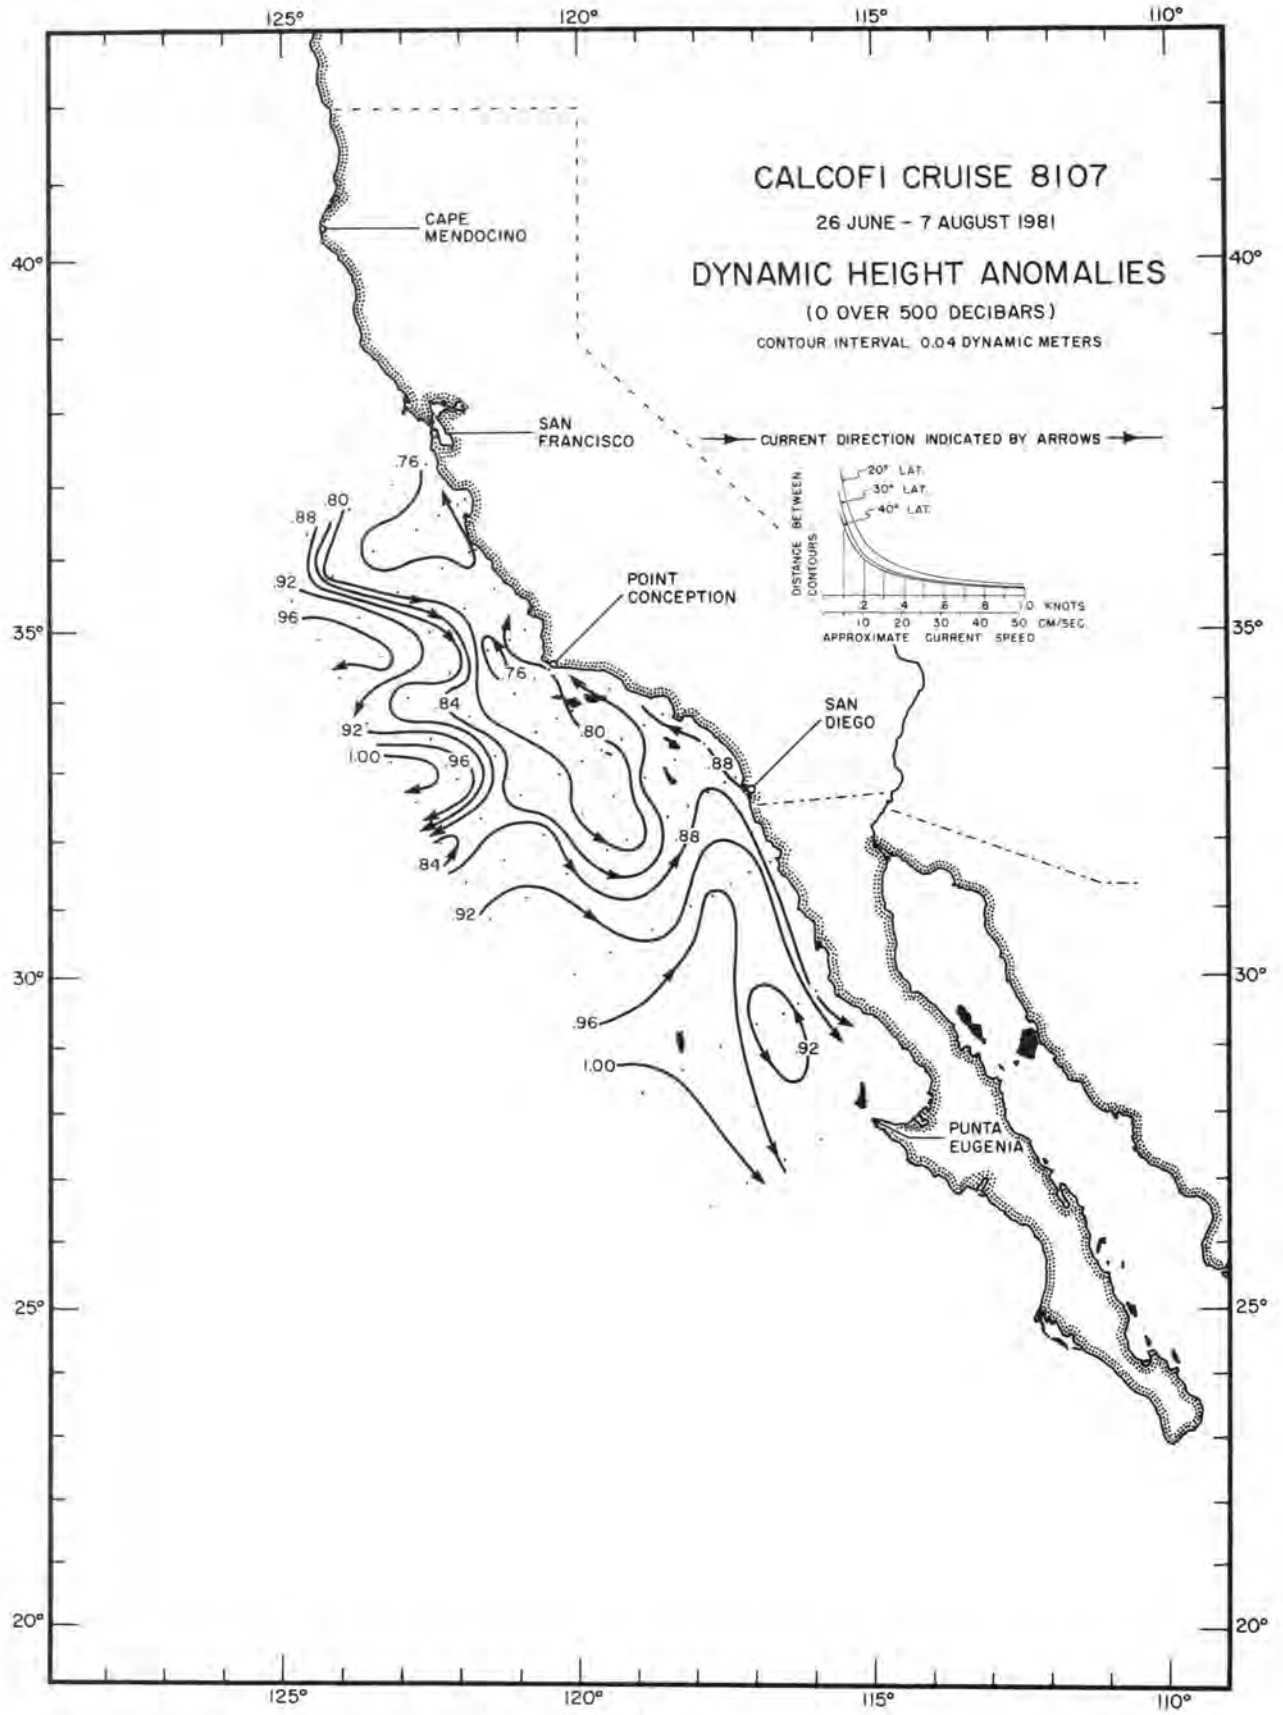 125°
120°
115°
110°
CALCOFI CRUISE 8107
26 JUNE - 7 AUGUST 1981
CAPE
MENDOCINO
40°
40°
DYNAMIC HEIGHT ANOMALIES
(0 OVER 500 DECIBARS)
CONTOUR INTERVAL 0.04 DYNAMIC METERS
SAN
FRANCISCO
CURRENT DIRECTION INDICATED BY ARROWS
.76
20° LAT.
30° LAT.
40° LAT.
DISTANCE BETWEEN
CONTOURS
.80
.88
.92
.96
POINT
CONCEPTION
.2 .4 .6 .8 1.0 KNOTS
10 20 30 40 50 CM/SEC.
APPROXIMATE CURRENT SPEED
35°
35°
.76
.84
SAN
DIEGO
.92
.80
1.00
.96
.88
.88
.84
.92
30°
30°
.96
.92
1.00
PUNTA
EUGENIA
25°
25°
20°
20°
125°
120°
115°
110°